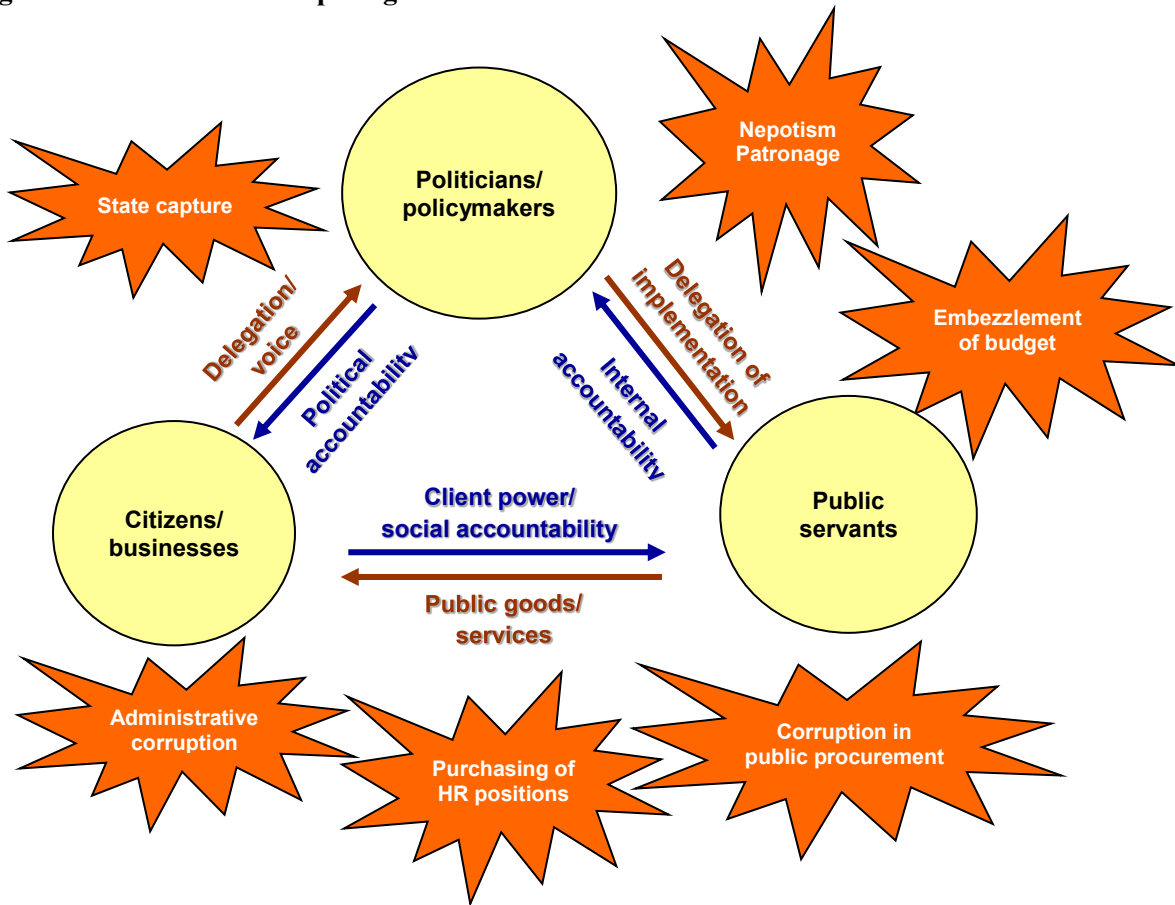 Nepotism
Patronage
Politicians/
policymakers
State capture
Delegation/
voice
Political
accountability
Delegation of
implementation
Internal
accountability
Embezzlement
of budget
Citizens/
businesses
Client power/
social accountability
Public
servants
Public goods/
services
Administrative
corruption
Purchasing of
HR positions
Corruption in
public procurement